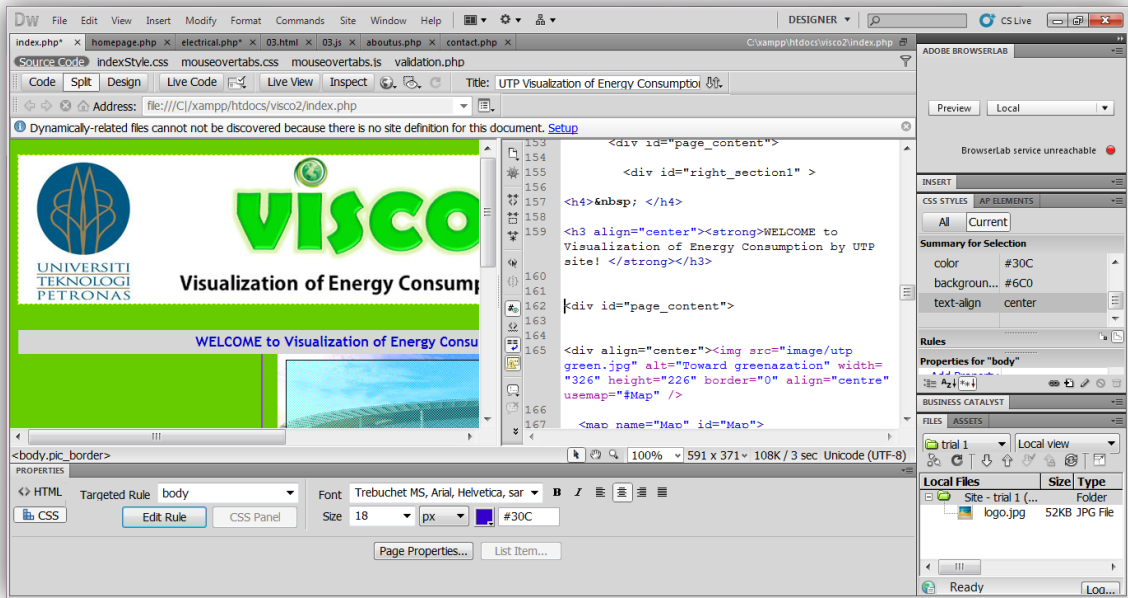 DW File Edit View Insert Modify Format Commands Site Window Help DESIGNER CS Live
index.php* × homepage.php × electrical.php* × 03.html × 03.js × aboutus.php × contact.php × C:\xampp\htdocs\visco2\index.php
Source Code indexStyle.css mouseovertabs.css mouseovertabs.js validation.php
Code Split Design Live Code Live View Inspect Title: UTP Visualization of Energy Consumptio
Address: file:///C|/xampp/htdocs/visco2/index.php
Dynamically-related files cannot not be discovered because there is no site definition for this document. Setup
UNIVERSITI
TEKNOLOGI
PETRONAS
VISCO
Visualization of Energy Consump
WELCOME to Visualization of Energy Consu
153 <div id="page_content">
154
155 <div id="right_section1" >
156
157 <h4>&nbsp; </h4>
158
159 <h3 align="center"><strong>WELCOME to
Visualization of Energy Consumption by UTP
site! </strong></h3>
160
161
162 <div id="page_content">
163
164
165 <div align="center"><img src="image/utp
green.jpg" alt="Toward greenazation" width=
"326" height="226" border="0" align="centre"
usemap="#Map" />
166
167 <map name="Map" id="Map">
<body.pic_border>
100% 591 x 371 108K / 3 sec Unicode (UTF-8)
PROPERTIES
<> HTML Targeted Rule body Font Trebuchet MS, Arial, Helvetica, sar B I
CSS Edit Rule CSS Panel Size 18 px #30C
Page Properties... List Item...
ADOBE BROWSERLAB
Preview Local
BrowserLab service unreachable
INSERT
CSS STYLES AP ELEMENTS
All Current
Summary for Selection
color #30C
backgroun... #6C0
text-align center
Rules
Properties for "body"
Add Property
BUSINESS CATALYST
FILES ASSETS
trial 1 Local view
Local Files Size Type
Site - trial 1 (... Folder
logo.jpg 52KB JPG File
Ready Log...